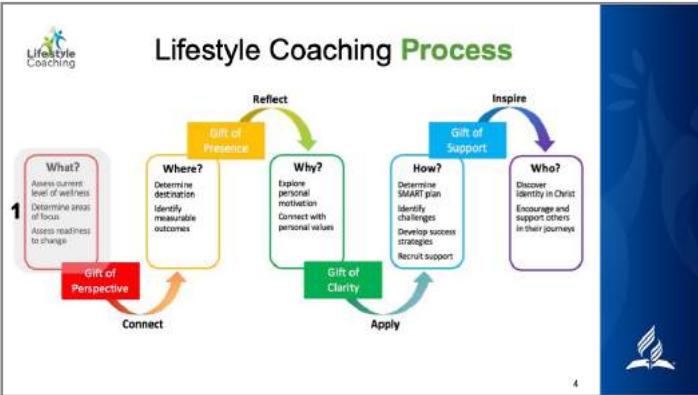 Lifestyle
Coaching
Lifestyle Coaching Process
Reflect
Inspire
Gift of
Presence
Gift of
Support
1
What?
Assess current
level of wellness
Determine areas
of focus
Assess readiness
to change
Where?
Determine
destination
Identify
measurable
outcomes
Why?
Explore
personal
motivation
Connect with
personal values
How?
Determine
SMART plan
Identify
challenges
Develop success
strategies
Recruit support
Who?
Discover
identity in Christ
Encourage and
support others
in their journeys
Gift of
Perspective
Gift of
Clarity
Connect
Apply
4